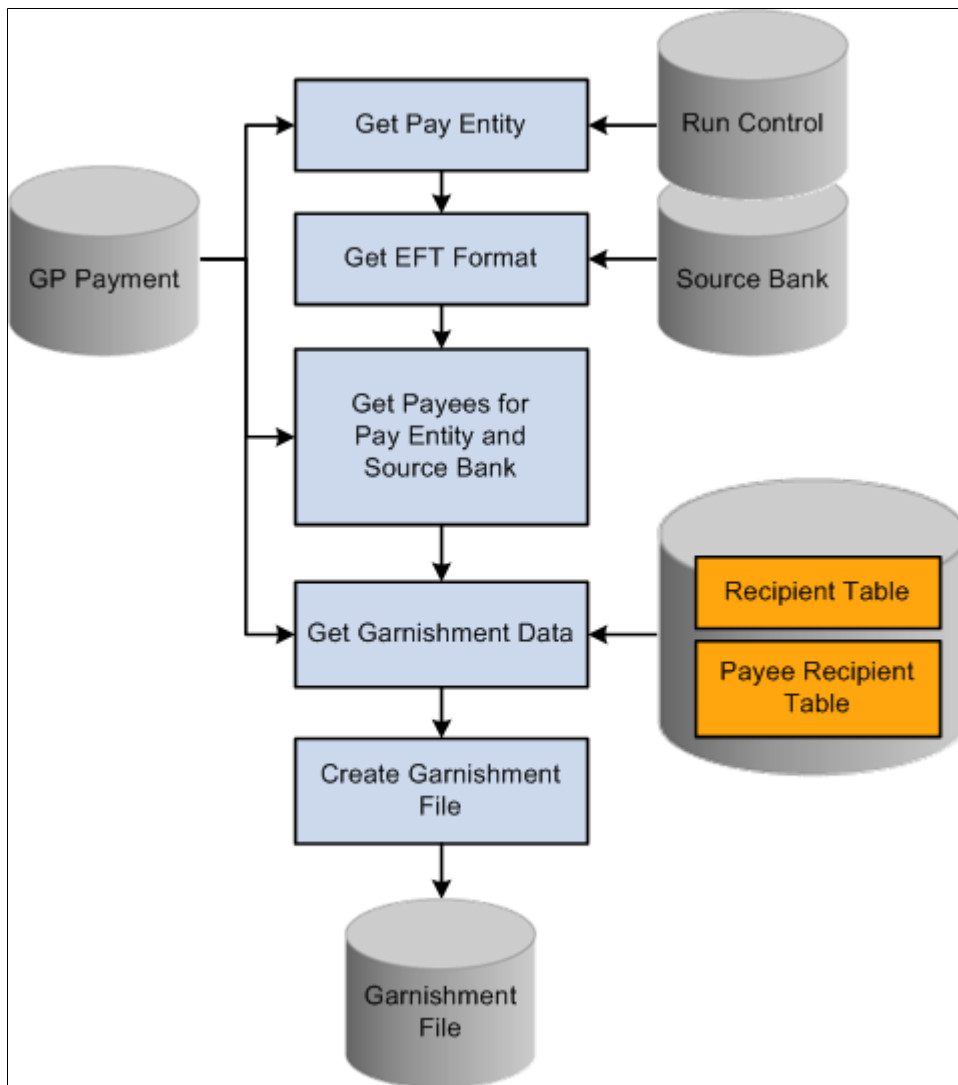 Get Pay Entity
Run Control
GP Payment
Get EFT Format
Source Bank
Get Payees for
Pay Entity and
Source Bank
Recipient Table
Get Garnishment Data
Payee Recipient
Table
Create Garnishment
File
Garnishment
File